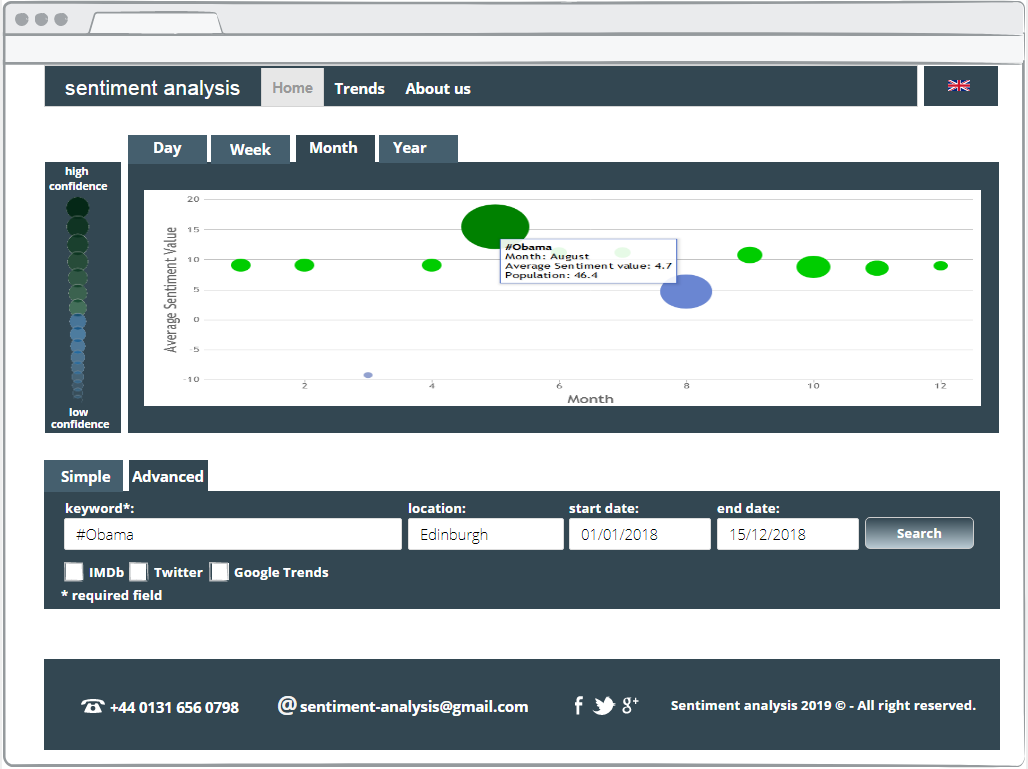 sentiment analysis Home Trends About us
Day Week Month Year
high
confidence
low
confidence
20
15
10
5
0
-5
-10
Average Sentiment Value
#Obama
Month: August
Average Sentiment value: 4.7
Population: 46.4
2 4 6 8 10 12
Month
Simple Advanced
keyword*: location: start date: end date:
#Obama Edinburgh 01/01/2018 15/12/2018 Search
IMDb Twitter Google Trends
* required field
+44 0131 656 0798 @ sentiment-analysis@gmail.com f g+ Sentiment analysis 2019 © - All right reserved.